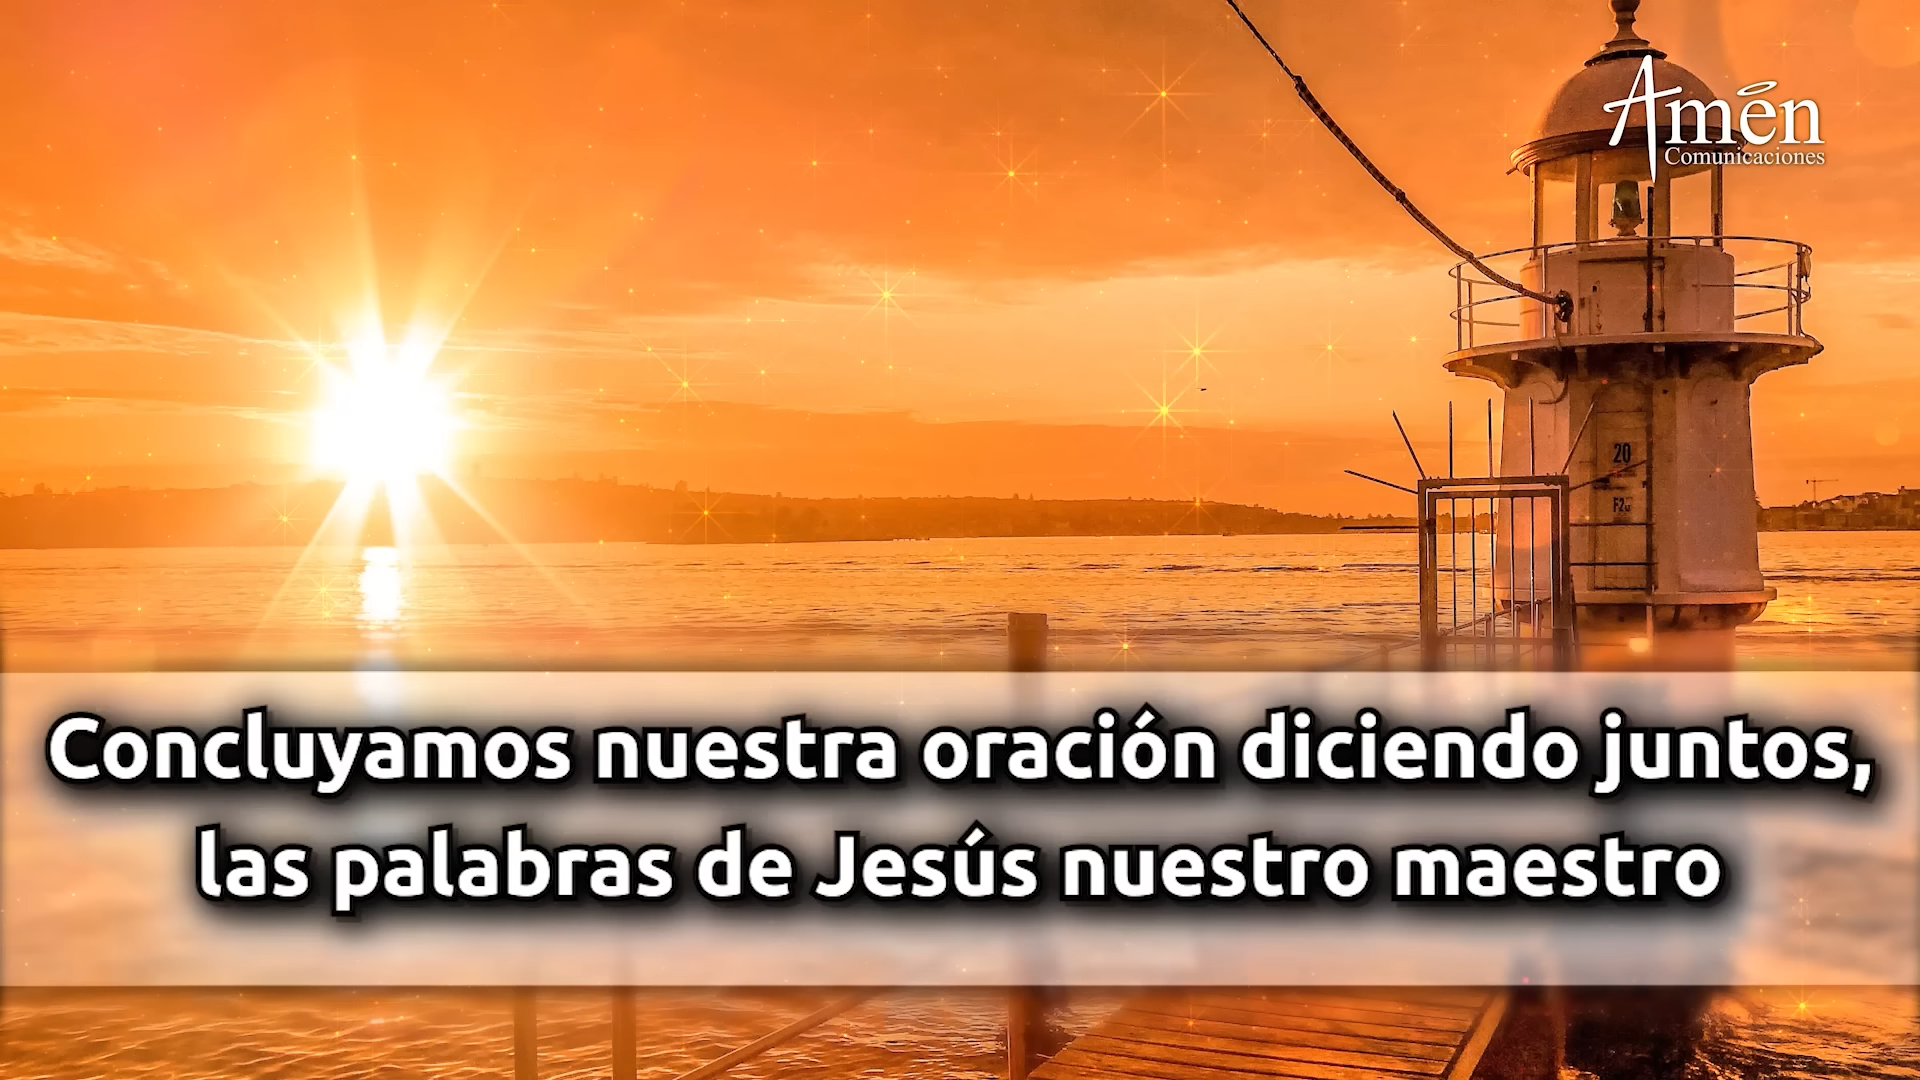 Amén
Comunicaciones
20
Concluyamos nuestra oración diciendo juntos,
las palabras de Jesús nuestro maestro